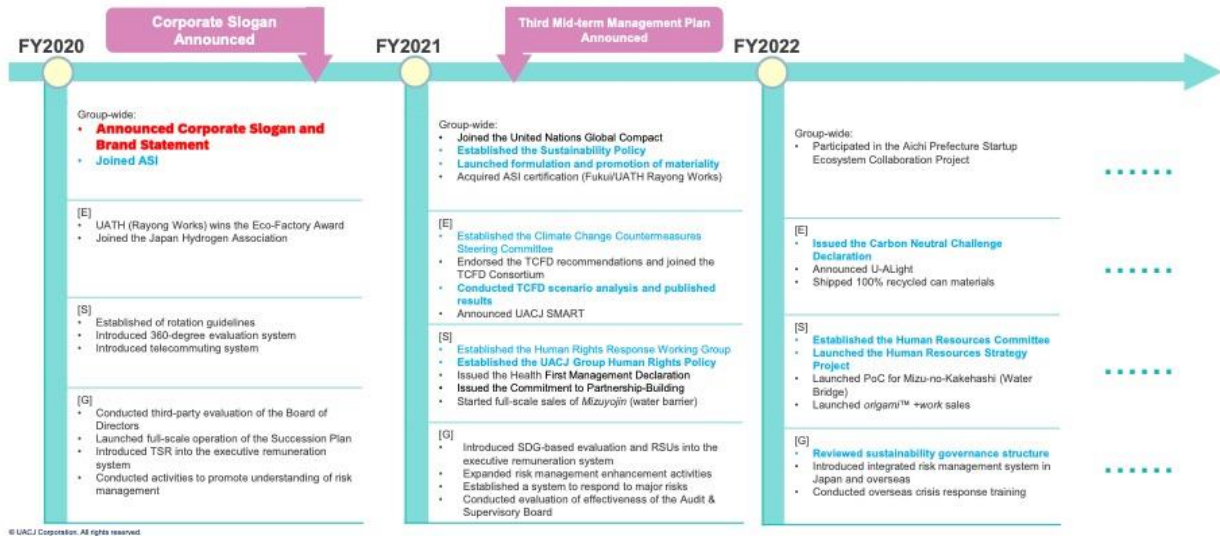 Corporate Slogan
Announced
Third Mid-term Management Plan
Announced
FY2020
FY2021
FY2022
Group-wide:
• Announced Corporate Slogan and
Brand Statement
• Joined ASI
[E]
• UATH (Rayong Works) wins the Eco-Factory Award
• Joined the Japan Hydrogen Association
[S]
• Established of rotation guidelines
• Introduced 360-degree evaluation system
• Introduced telecommuting system
[G]
• Conducted third-party evaluation of the Board of
Directors
• Launched full-scale operation of the Succession Plan
• Introduced TSR into the executive remuneration
system
• Conducted activities to promote understanding of risk
management
Group-wide:
• Joined the United Nations Global Compact
• Established the Sustainability Policy
• Launched formulation and promotion of materiality
• Acquired ASI certification (Fukui/UATH Rayong Works)
[E]
• Established the Climate Change Countermeasures
Steering Committee
• Endorsed the TCFD recommendations and joined the
TCFD Consortium
• Conducted TCFD scenario analysis and published
results
• Announced UACJ SMART
[S]
• Established the Human Rights Response Working Group
• Established the UACJ Group Human Rights Policy
• Issued the Health First Management Declaration
• Issued the Commitment to Partnership-Building
• Started full-scale sales of Mizuyojin (water barrier)
[G]
• Introduced SDG-based evaluation and RSUs into the
executive remuneration system
• Expanded risk management enhancement activities
• Established a system to respond to major risks
• Conducted evaluation of effectiveness of the Audit &
Supervisory Board
Group-wide:
• Participated in the Aichi Prefecture Startup
Ecosystem Collaboration Project
[E]
• Issued the Carbon Neutral Challenge
Declaration
• Announced U-ALight
• Shipped 100% recycled can materials
[S]
• Established the Human Resources Committee
• Launched the Human Resources Strategy
Project
• Launched PoC for Mizu-no-Kakehashi (Water
Bridge)
• Launched origami™ +work sales
[G]
• Reviewed sustainability governance structure
• Introduced integrated risk management system in
Japan and overseas
• Conducted overseas crisis response training
......
......
......
......
© UACJ Corporation. All rights reserved.